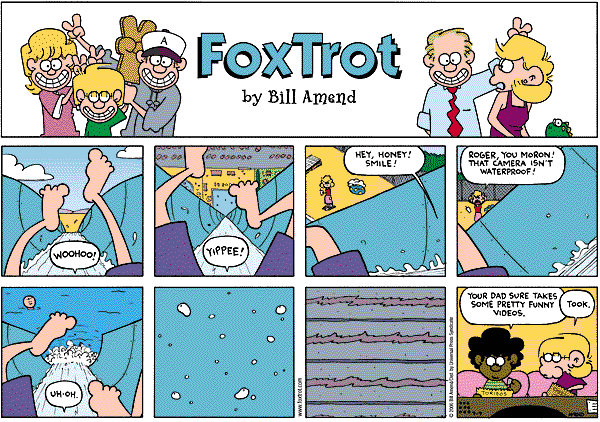 FoxTrot
by Bill Amend
A
WOOHOO!
YIPPEE!
HEY, HONEY!
SMILE!
ROGER, YOU MORON!
THAT CAMERA ISN'T
WATERPROOF!
UH-OH.
www.foxtrot.com
YOUR DAD SURE TAKES
SOME PRETTY FUNNY
VIDEOS.
TOOK.
TORIBOS